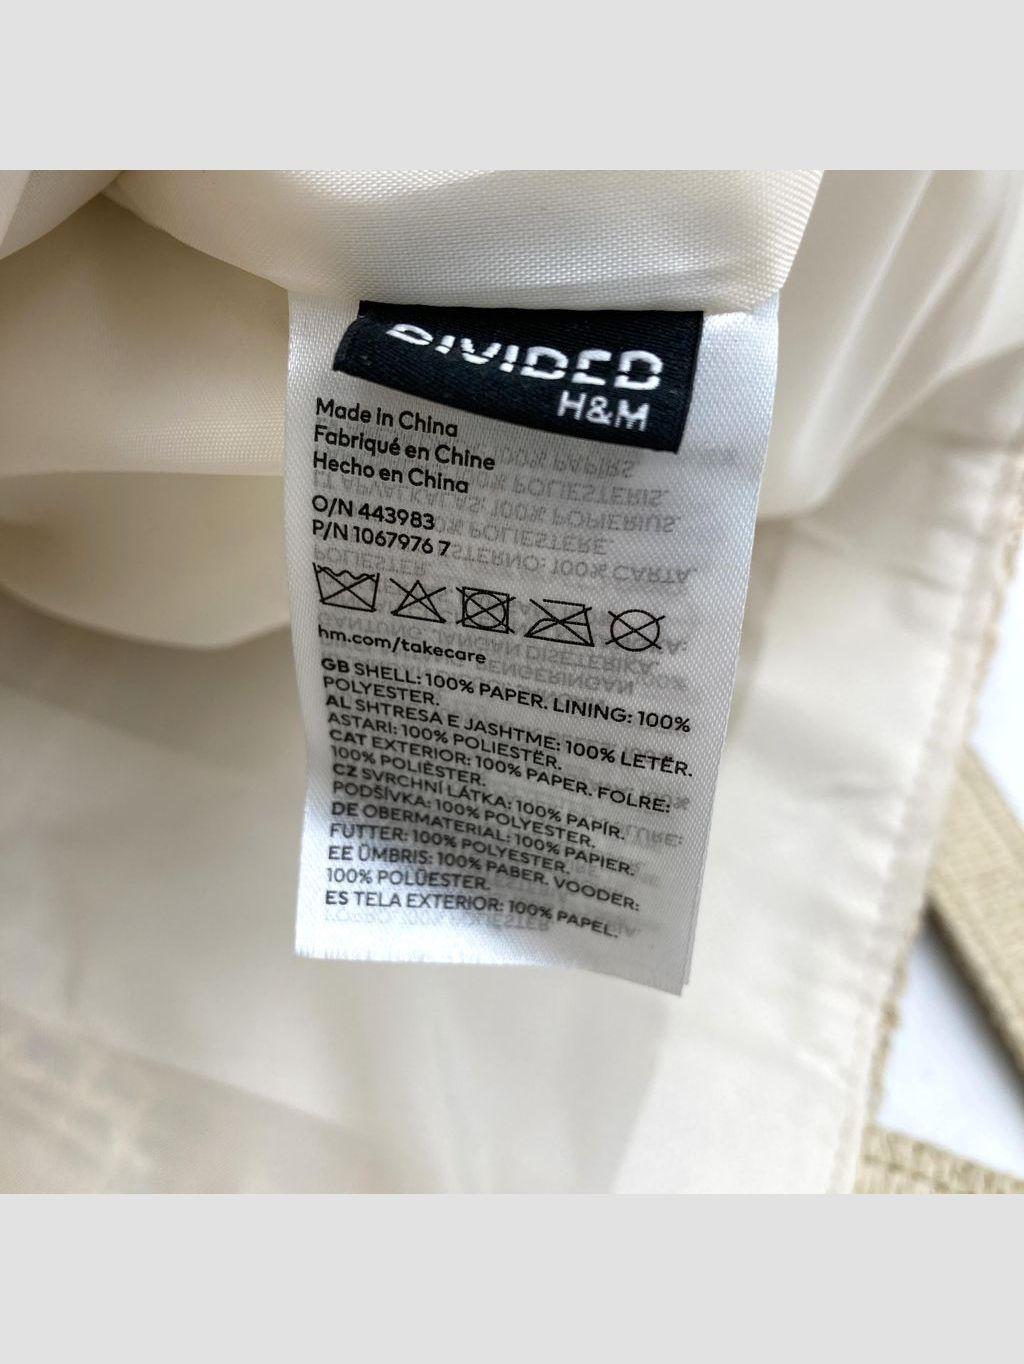 DIVIDED
H&M
Made in China
Fabriqué en Chine
Hecho en China
O/N 443983
P/N 1067976 7
hm.com/takecare
GB SHELL: 100% PAPER. LINING: 100%
POLYESTER.
AL SHTRESA E JASHTME: 100% LETËR.
ASTARI: 100% POLIESTËR.
CAT EXTERIOR: 100% PAPER. FOLRE:
100% POLIÈSTER.
CZ SVRCHNÍ LÁTKA: 100% PAPÍR.
PODŠÍVKA: 100% POLYESTER.
DE OBERMATERIAL: 100% PAPIER.
FUTTER: 100% POLYESTER.
EE ÜMBRIS: 100% PABER. VOODER:
100% POLÜESTER.
ES TELA EXTERIOR: 100% PAPEL.